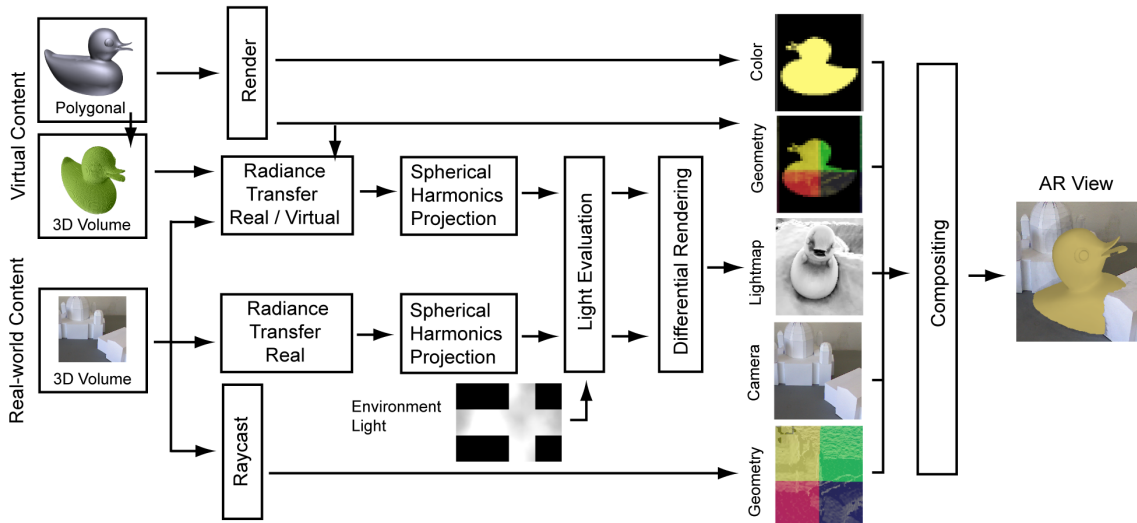 Virtual Content
Polygonal
3D Volume
Real-world Content
3D Volume
Render
Radiance
Transfer
Real / Virtual
Spherical
Harmonics
Projection
Radiance
Transfer
Real
Spherical
Harmonics
Projection
Raycast
Environment
Light
Light Evaluation
Differential Rendering
Color
Geometry
Lightmap
Camera
Geometry
Compositing
AR View